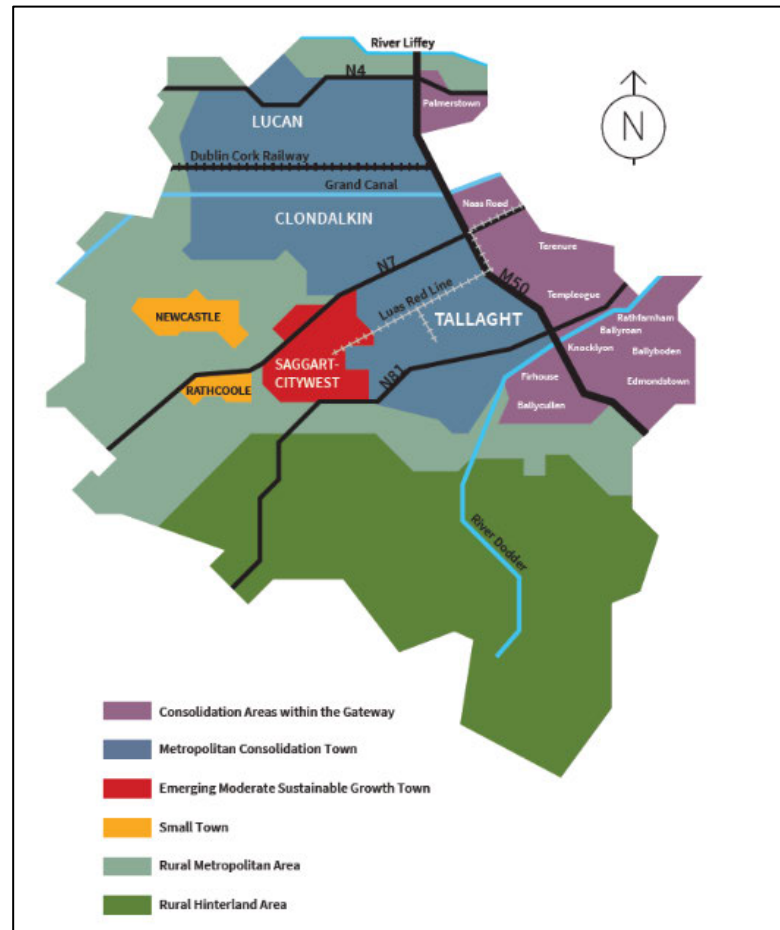 River Liffey
N4
Palmerstown
LUCAN
N
Dublin Cork Railway
Grand Canal
Naas Road
CLONDALKIN
Terenure
N7
M50
Templeogue
Luas Red Line
NEWCASTLE
TALLAGHT
Rathfarnham
Ballyroan
Knocklyon
Ballyboden
SAGGART-
CITYWEST
RATHCOOLE
N81
Firhouse
Edmondstown
Ballycullen
River Dodder
Consolidation Areas within the Gateway
Metropolitan Consolidation Town
Emerging Moderate Sustainable Growth Town
Small Town
Rural Metropolitan Area
Rural Hinterland Area